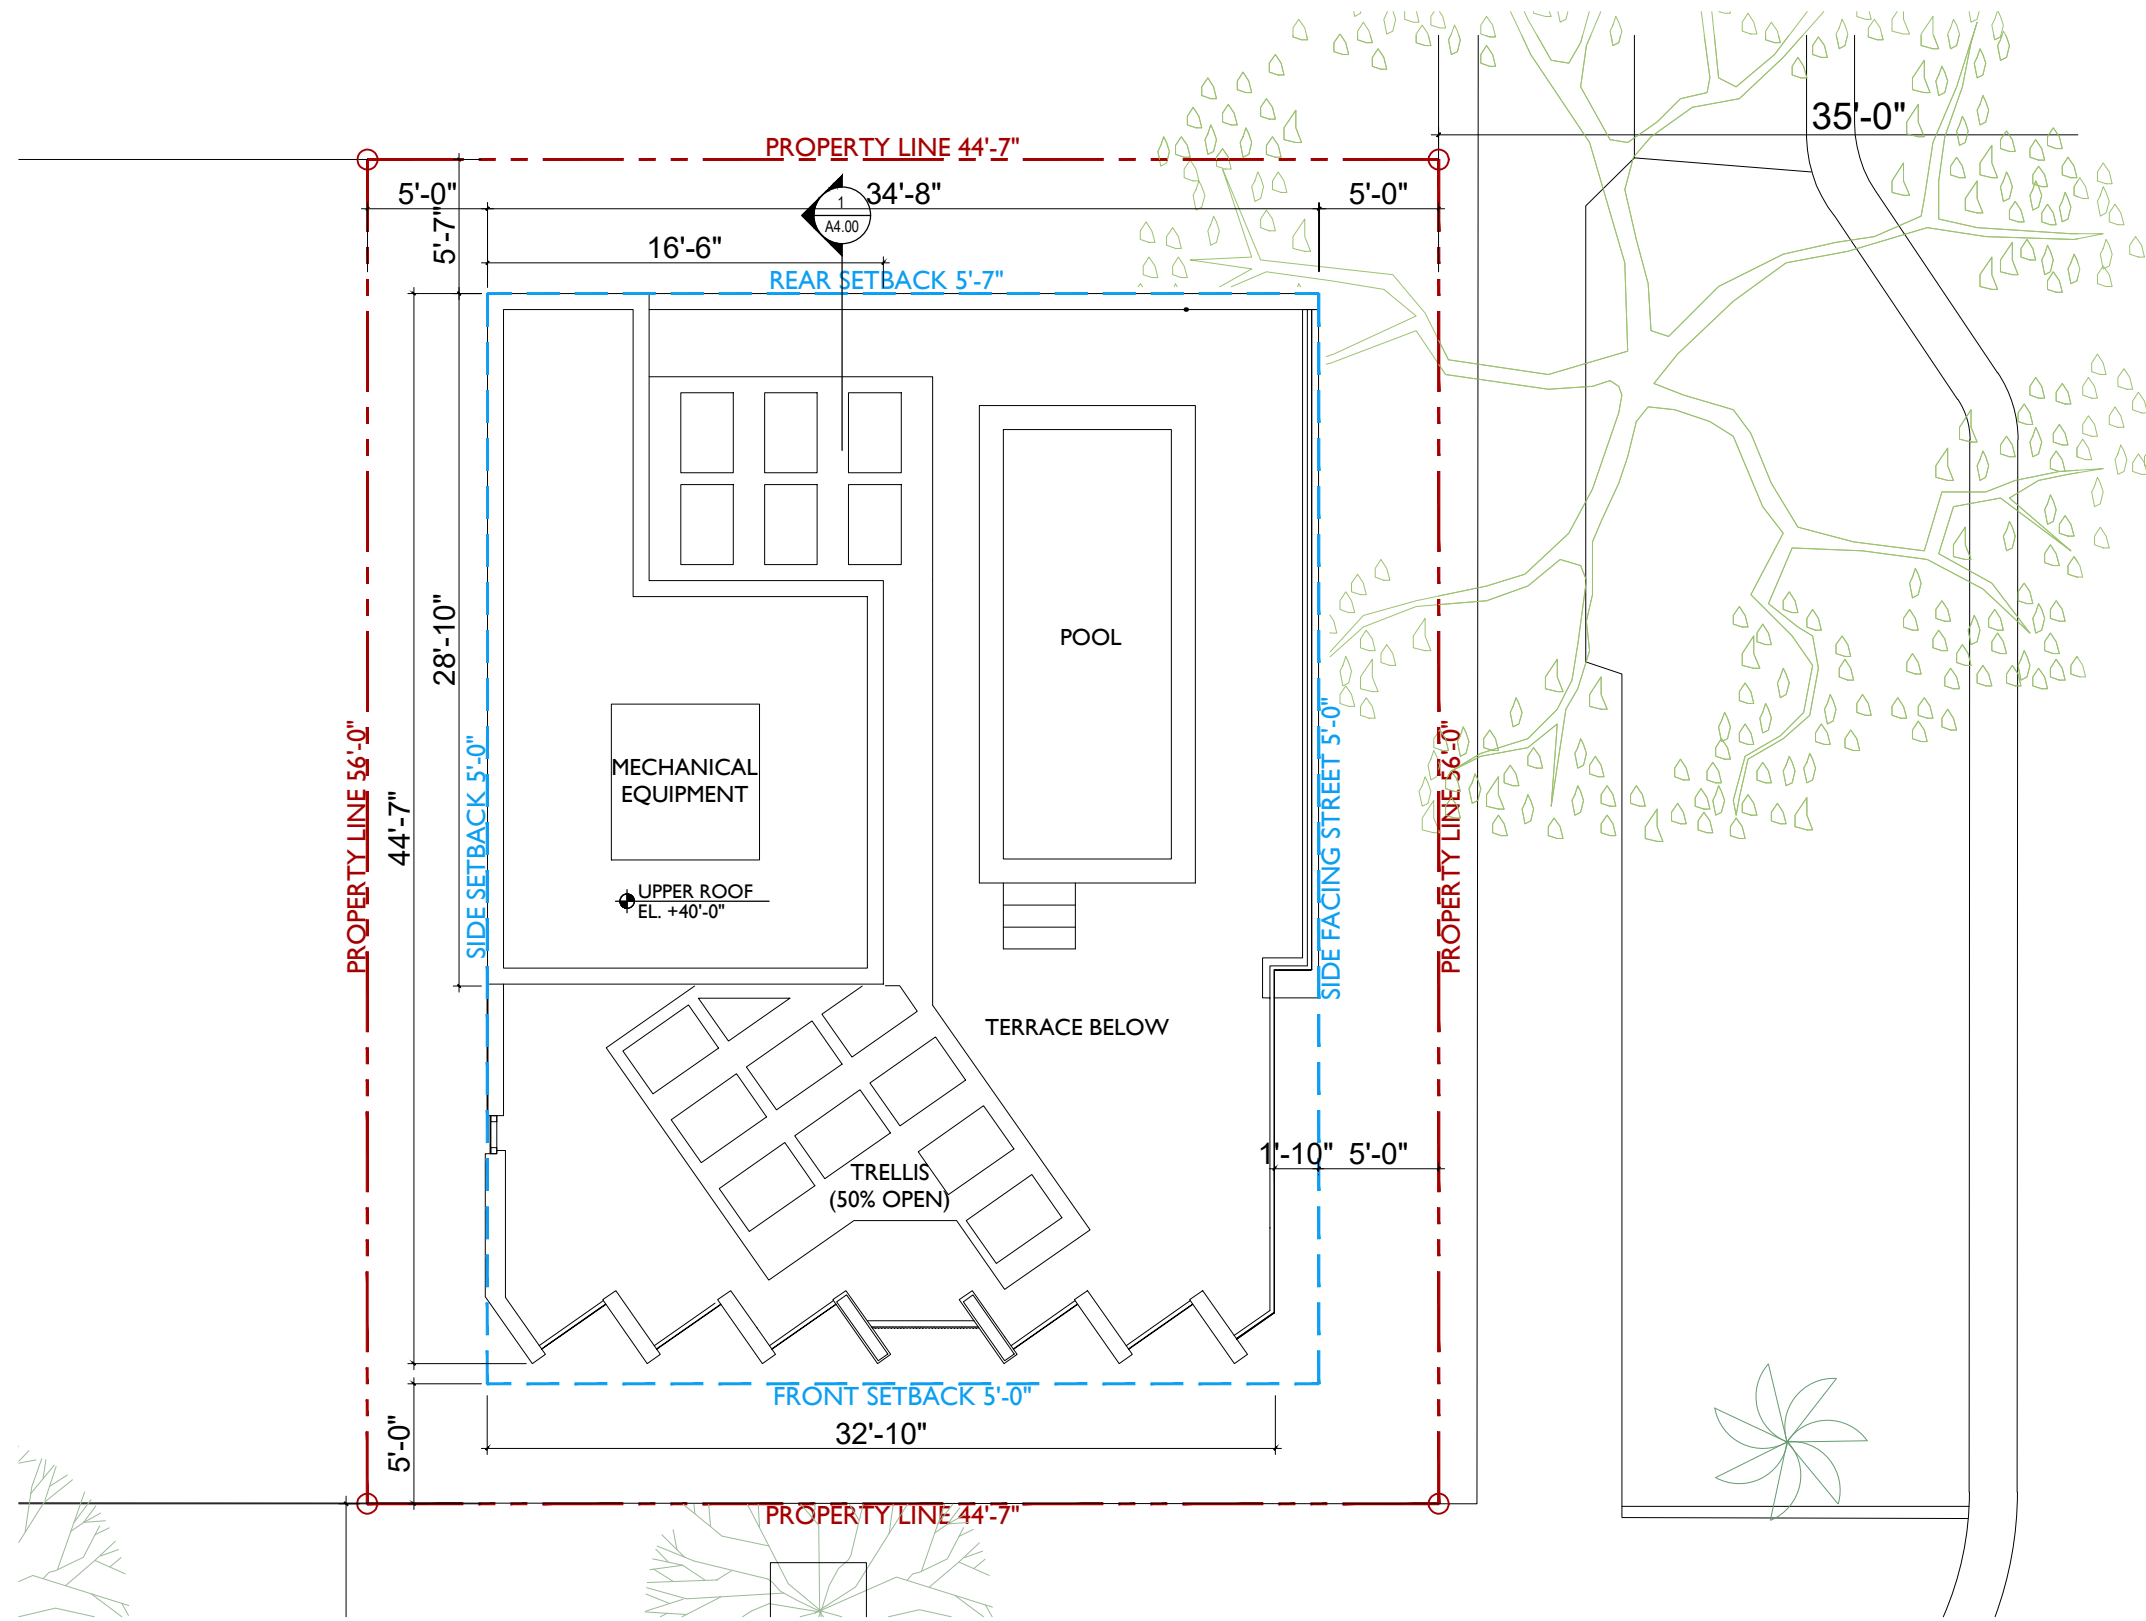 35'-0"
PROPERTY LINE 44'-7"
5'-0"
34'-8"
5'-0"
1
A4.00
5'-7"
16'-6"
REAR SETBACK 5'-7"
28'-10"
POOL
MECHANICAL
EQUIPMENT
PROPERTY LINE 56'-0"
44'-7"
SIDE SETBACK 5'-0"
SIDE FACING STREET 5'-0"
PROPERTY LINE 56'-0"
UPPER ROOF
EL. +40'-0"
TERRACE BELOW
1'-10"
5'-0"
TRELLIS
(50% OPEN)
FRONT SETBACK 5'-0"
32'-10"
5'-0"
PROPERTY LINE 44'-7"